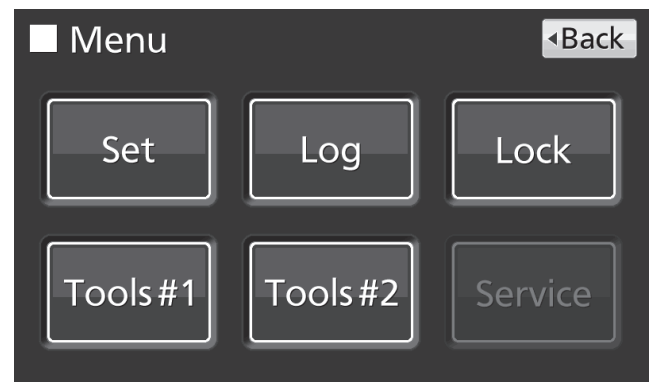 Menu
◂Back
Set
Log
Lock
Tools #1
Tools #2
Service